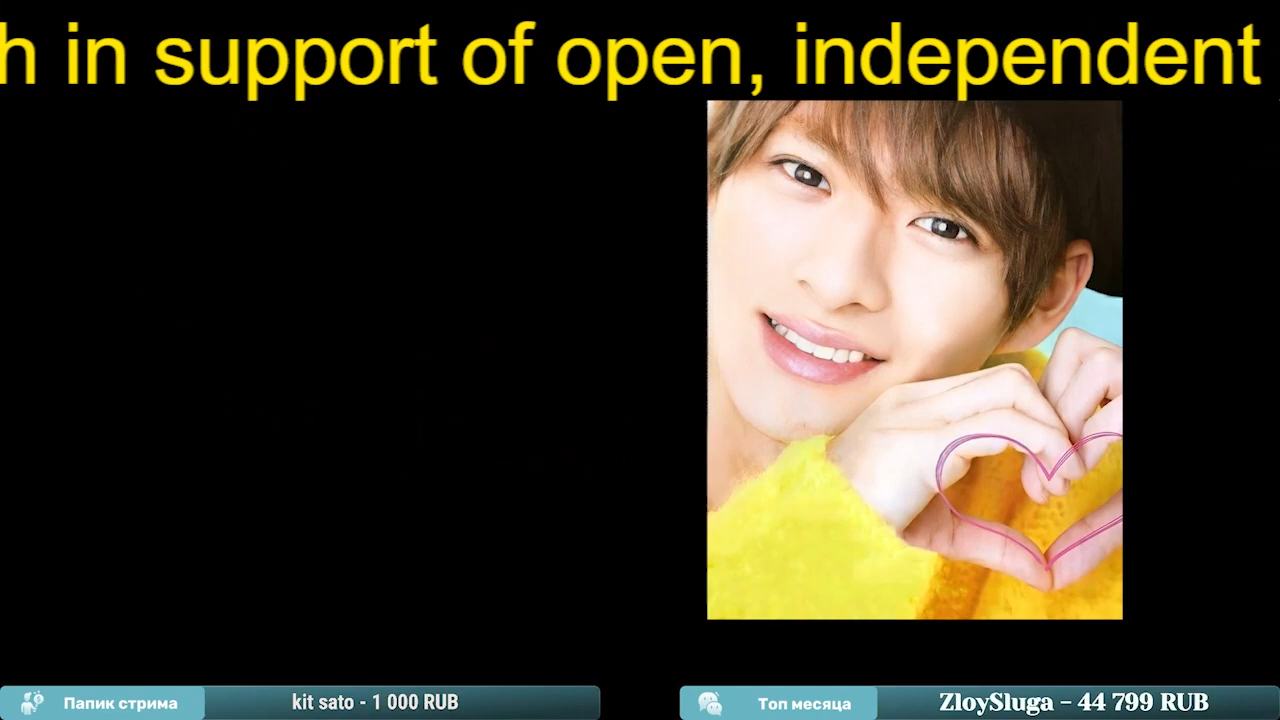 h in support of open, independent
Папик стрима
kit sato - 1 000 RUB
Топ месяца
ZloySluga – 44 799 RUB